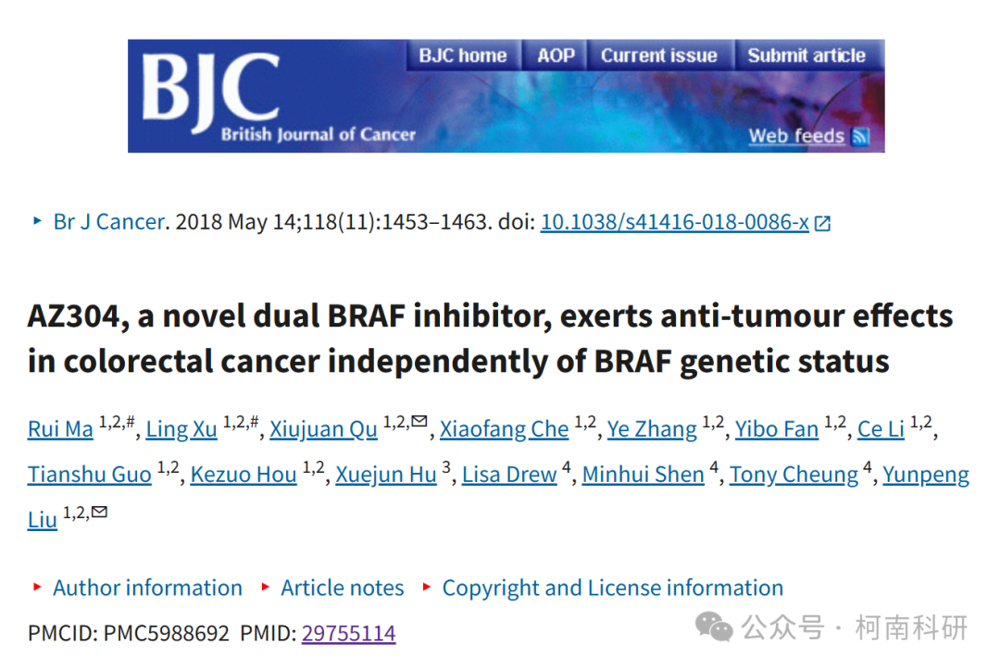 BJC
BJC home
AOP
Current issue
Submit article
British Journal of Cancer
Web feeds
Br J Cancer. 2018 May 14;118(11):1453–1463. doi: 10.1038/s41416-018-0086-x
AZ304, a novel dual BRAF inhibitor, exerts anti-tumour effects
in colorectal cancer independently of BRAF genetic status
Rui Ma 1,2,#, Ling Xu 1,2,#, Xiujuan Qu 1,2,✉, Xiaofang Che 1,2, Ye Zhang 1,2, Yibo Fan 1,2, Ce Li 1,2,
Tianshu Guo 1,2, Kezuo Hou 1,2, Xuejun Hu 3, Lisa Drew 4, Minhui Shen 4, Tony Cheung 4, Yunpeng
Liu 1,2,✉
Author information Article notes Copyright and License information
PMCID: PMC5988692 PMID: 29755114
公众号 · 柯南科研